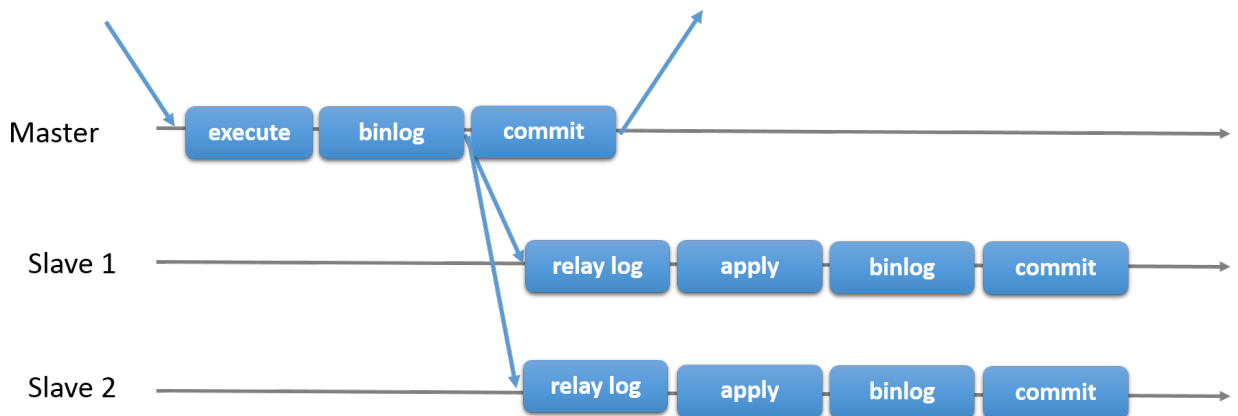 Master execute binlog commit
Slave 1 relay log apply binlog commit
Slave 2 relay log apply binlog commit